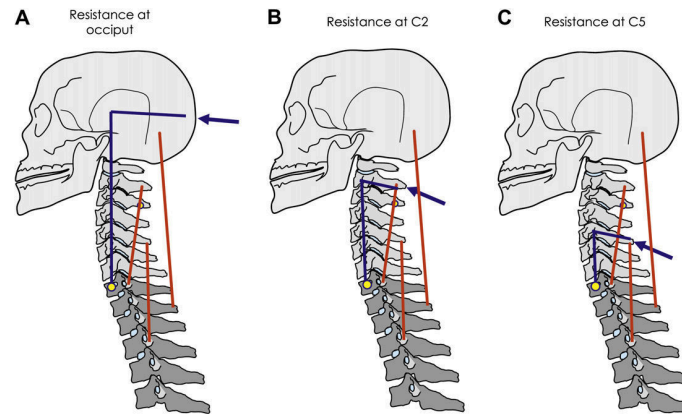 A
Resistance at
occiput
B
Resistance at C2
C
Resistance at C5